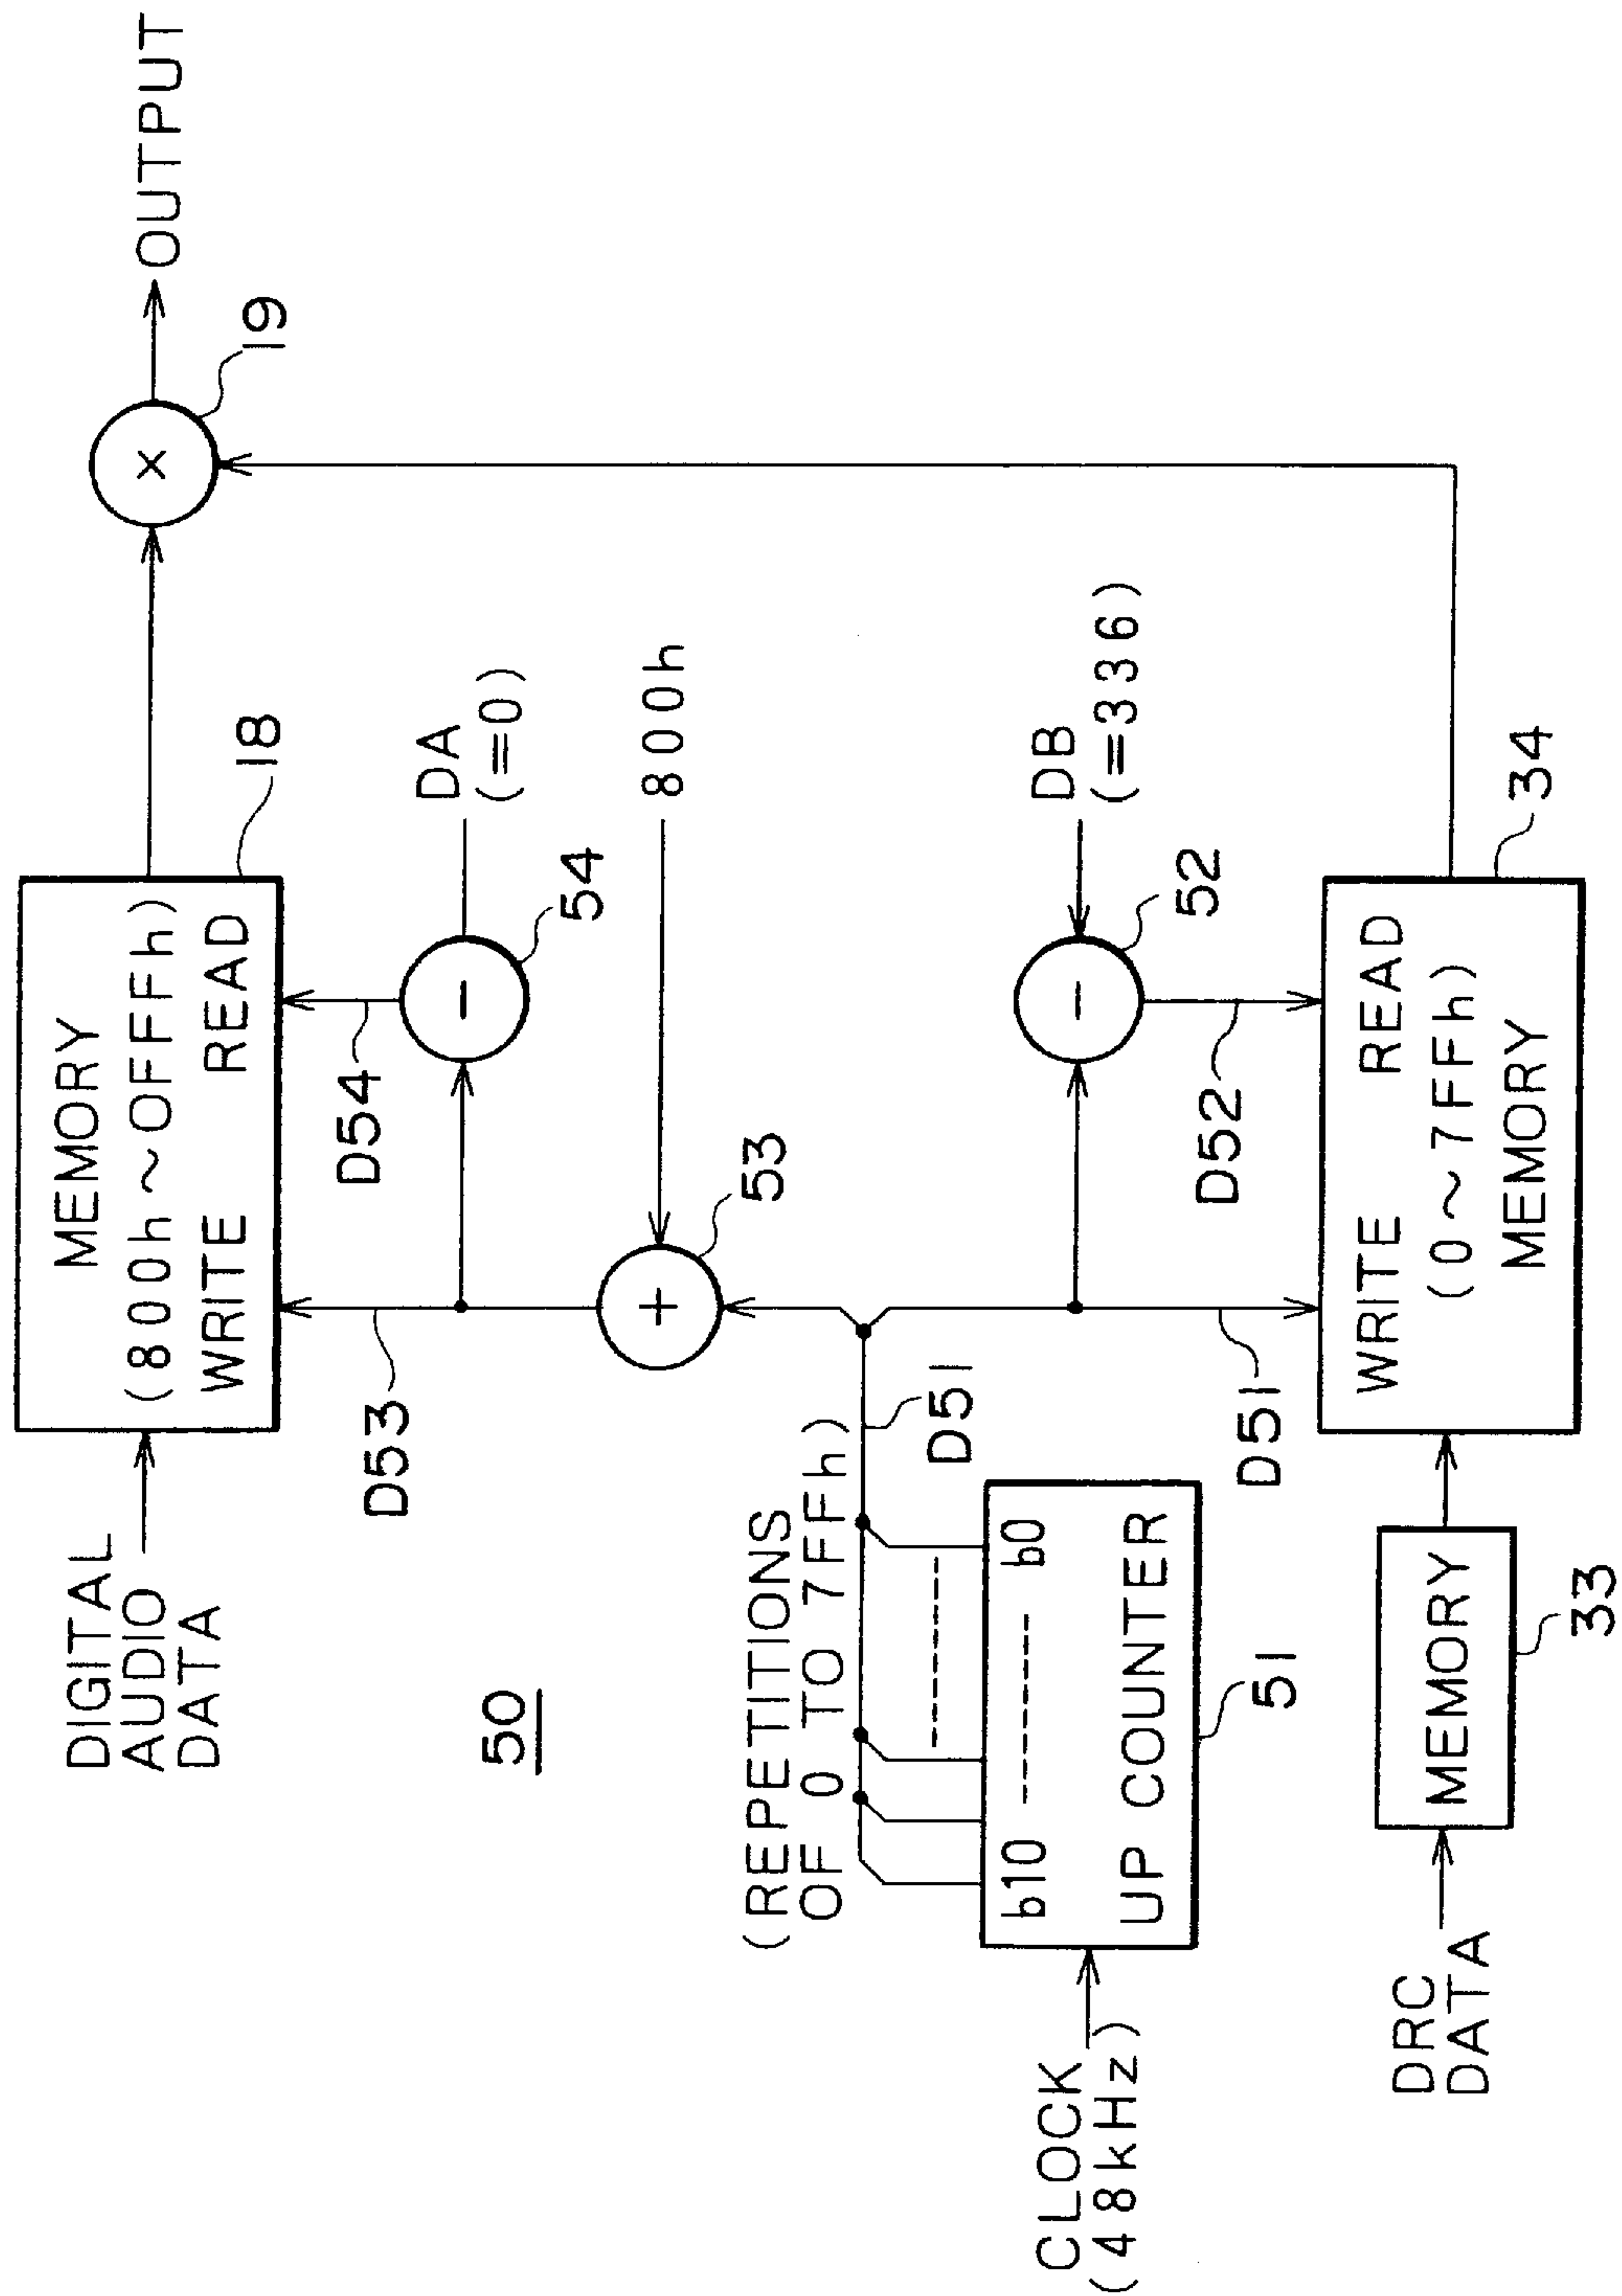 DIGITAL
AUDIO
DATA
MEMORY
(800h~OFFFh)
WRITE READ
18
19
OUTPUT
D53
D54
54
DA
(=0)
50
53
800h
(REPETITIONS
OF 0 TO 7FFh)
D51
b10 b0
UP COUNTER
51
CLOCK
(48kHz)
D51
D52
52
DB
(=336)
DRC
DATA
MEMORY
33
WRITE READ
(0~7FFh)
MEMORY
34
+
-
-
×